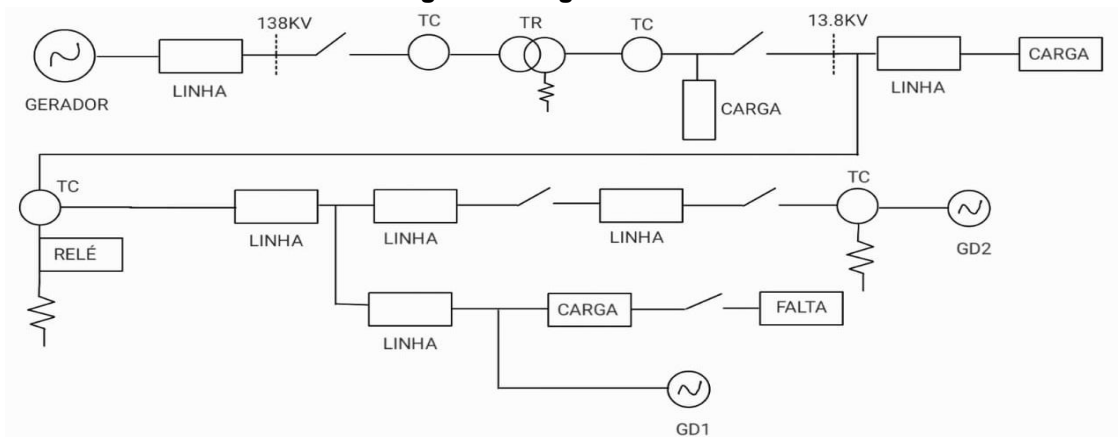 138KV
TC
TR
TC
13.8KV
CARGA
LINHA
GERADOR
CARGA
LINHA
TC
TC
LINHA
LINHA
LINHA
RELÉ
GD2
CARGA
FALTA
LINHA
GD1